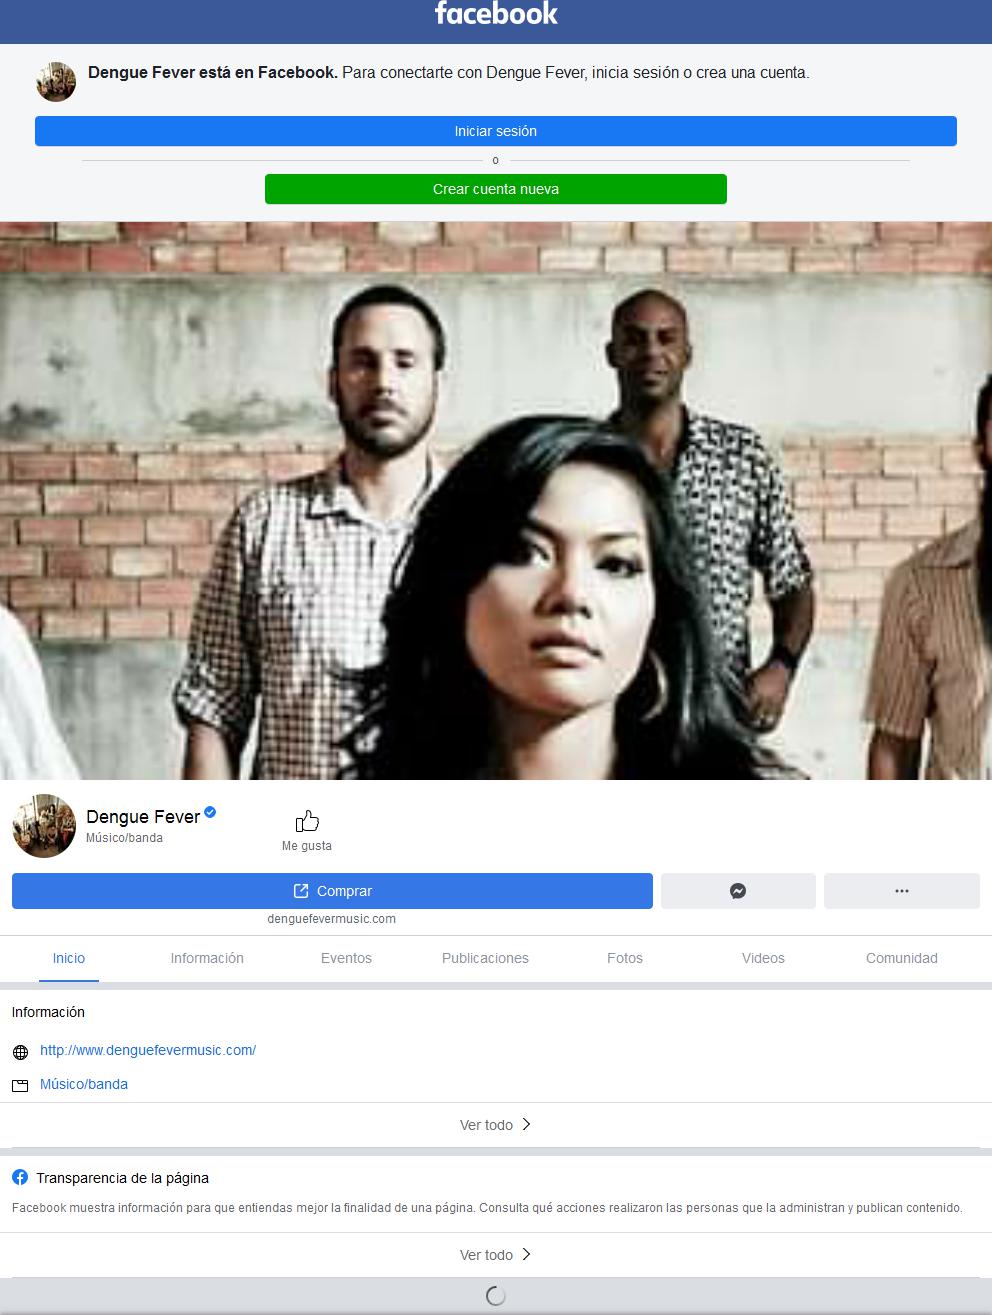 facebook
Dengue Fever está en Facebook. Para conectarte con Dengue Fever, inicia sesión o crea una cuenta.
Iniciar sesión
o
Crear cuenta nueva
Dengue Fever
Músico/banda
Me gusta
Comprar
denguefevermusic.com
Inicio Información Eventos Publicaciones Fotos Videos Comunidad
Información
http://www.denguefevermusic.com/
Músico/banda
Ver todo
Transparencia de la página
Facebook muestra información para que entiendas mejor la finalidad de una página. Consulta qué acciones realizaron las personas que la administran y publican contenido.
Ver todo